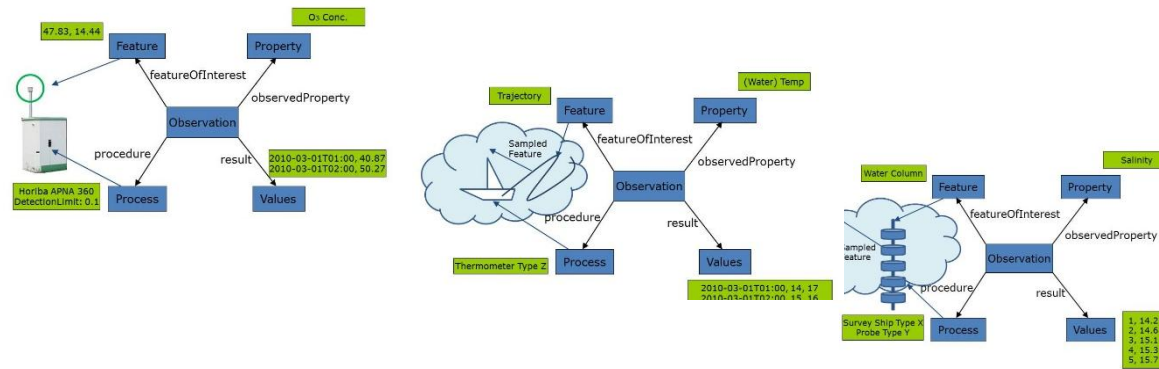 O₃ Conc.
47.83, 14.44
Feature
Property
featureOfInterest
observedProperty
Observation
procedure
result
2010-03-01T01:00, 40.87
2010-03-01T02:00, 50.27
Horiba APNA 360
DetectionLimit: 0.1
Process
Values
(Water) Temp
Trajectory
Feature
Property
Sampled
Feature
featureOfInterest
observedProperty
Observation
procedure
result
Thermometer Type Z
Process
Values
2010-03-01T01:00, 14, 17
2010-03-01T02:00, 15, 16
Salinity
Water Column
Feature
Property
featureOfInterest
observedProperty
Sampled
Feature
Observation
procedure
result
Survey Ship Type X
Probe Type Y
Process
Values
1, 14.2
2, 14.6
3, 15.1
4, 15.3
5, 15.7